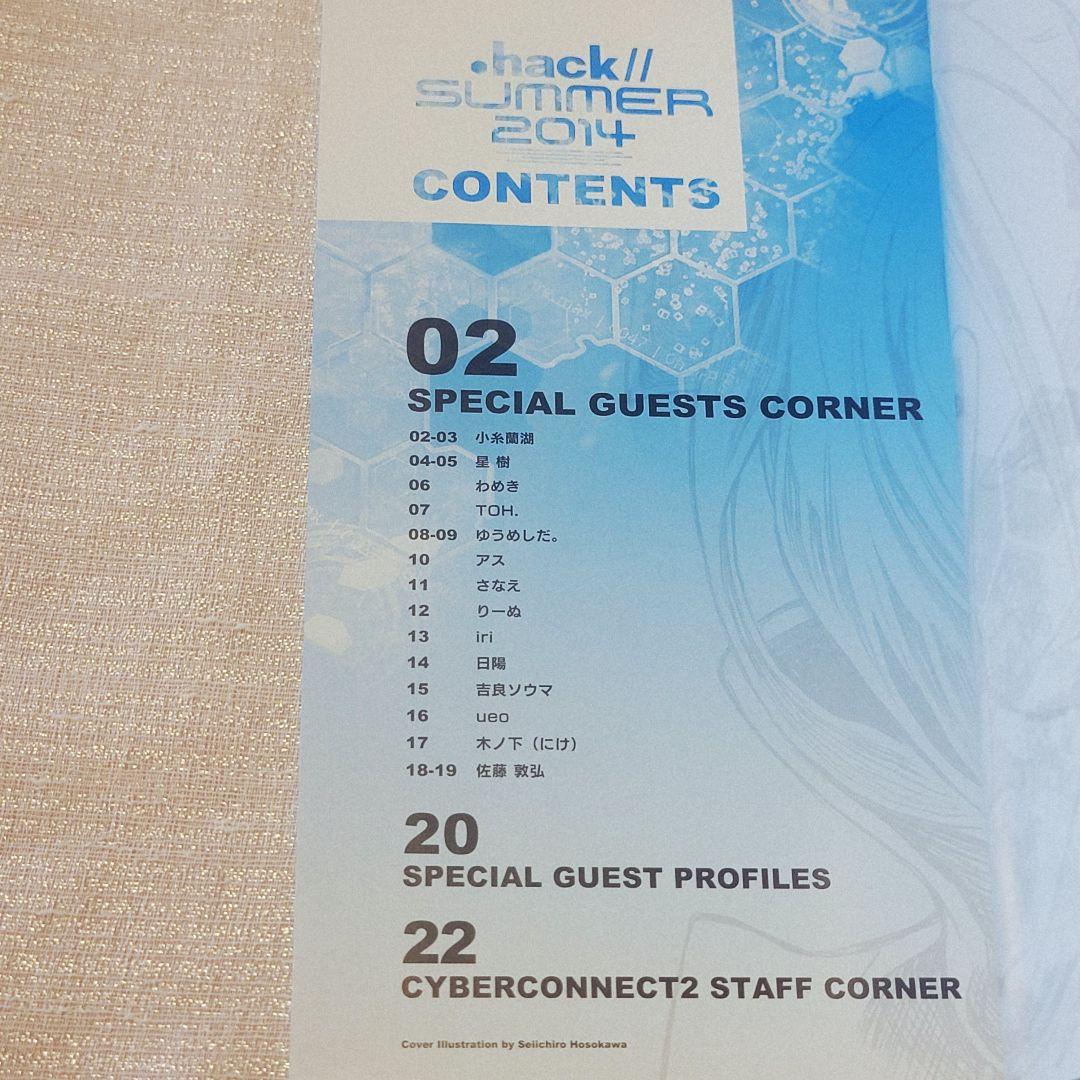 .hack//
SUMMER
2014
CONTENTS
02
SPECIAL GUESTS CORNER
02-03 小糸蘭湖
04-05 星 樹
06 わめき
07 TOH.
08-09 ゆうめしだ。
10 アス
11 さなえ
12 りーぬ
13 iri
14 日陽
15 吉良ソウマ
16 ueo
17 木ノ下（にけ）
18-19 佐藤 敦弘
20
SPECIAL GUEST PROFILES
22
CYBERCONNECT2 STAFF CORNER
Cover Illustration by Seiichiro Hosokawa